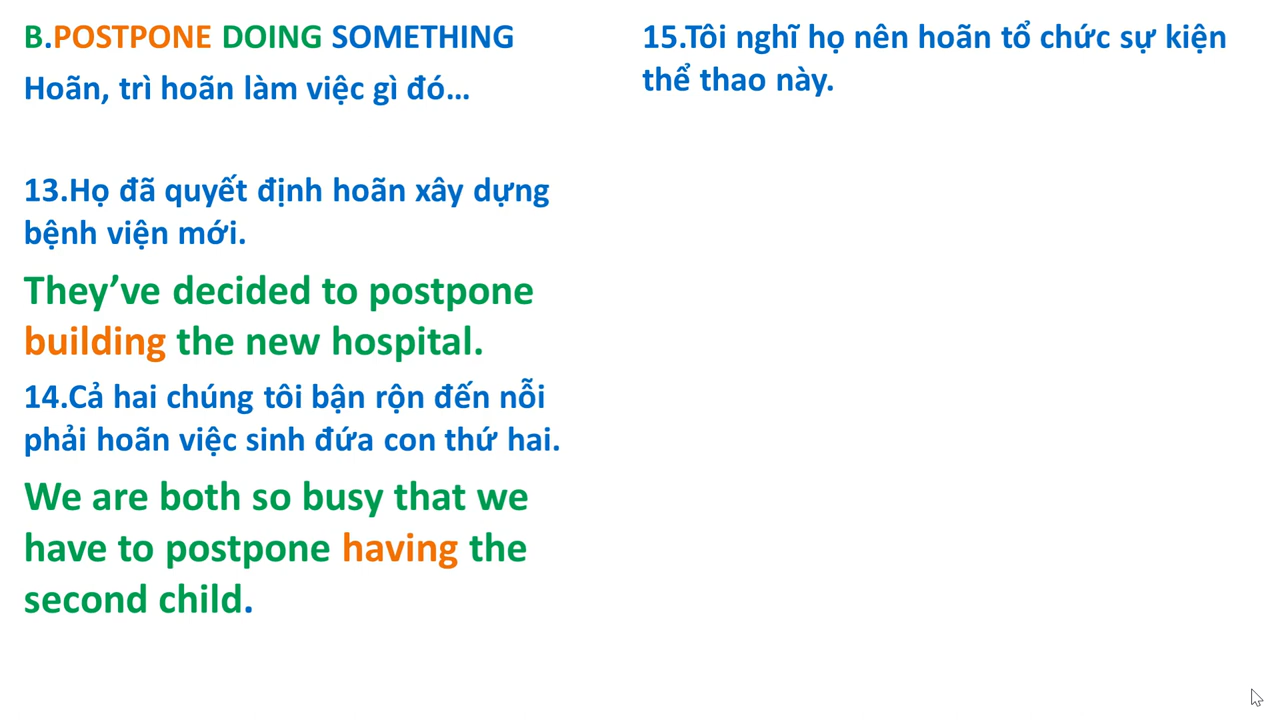 B.POSTPONE DOING SOMETHING
Hoãn, trì hoãn làm việc gì đó...
13.Họ đã quyết định hoãn xây dựng
bệnh viện mới.
They’ve decided to postpone
building the new hospital.
14.Cả hai chúng tôi bận rộn đến nỗi
phải hoãn việc sinh đứa con thứ hai.
We are both so busy that we
have to postpone having the
second child.
15.Tôi nghĩ họ nên hoãn tổ chức sự kiện
thể thao này.